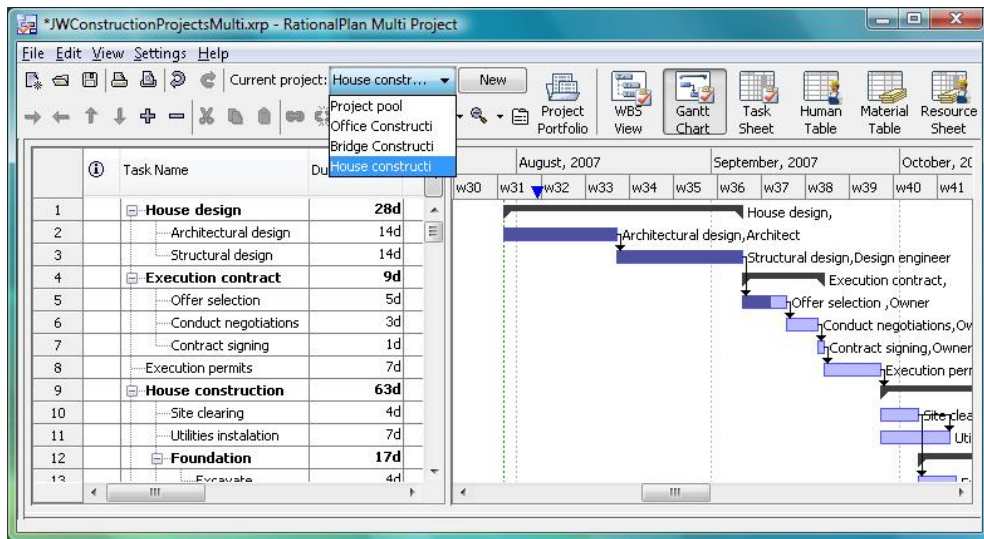 *JWConstructionProjectsMulti.xrp - RationalPlan Multi Project
File Edit View Settings Help
Current project: House constr... New
Project pool
Office Constructi
Bridge Constructi
House constructi
Project Portfolio
WBS View
Gantt Chart
Task Sheet
Human Table
Material Table
Resource Sheet
Task Name Du
August, 2007 September, 2007 October, 20
w30 w31 w32 w33 w34 w35 w36 w37 w38 w39 w40 w41
1 House design 28d House design,
2 Architectural design 14d Architectural design,Architect
3 Structural design 14d Structural design,Design engineer
4 Execution contract 9d Execution contract,
5 Offer selection 5d Offer selection ,Owner
6 Conduct negotiations 3d Conduct negotiations,Ow
7 Contract signing 1d Contract signing,Owner
8 Execution permits 7d Execution perr
9 House construction 63d
10 Site clearing 4d Site clea
11 Utilities instalation 7d Uti
12 Foundation 17d
13 Excavate 4d